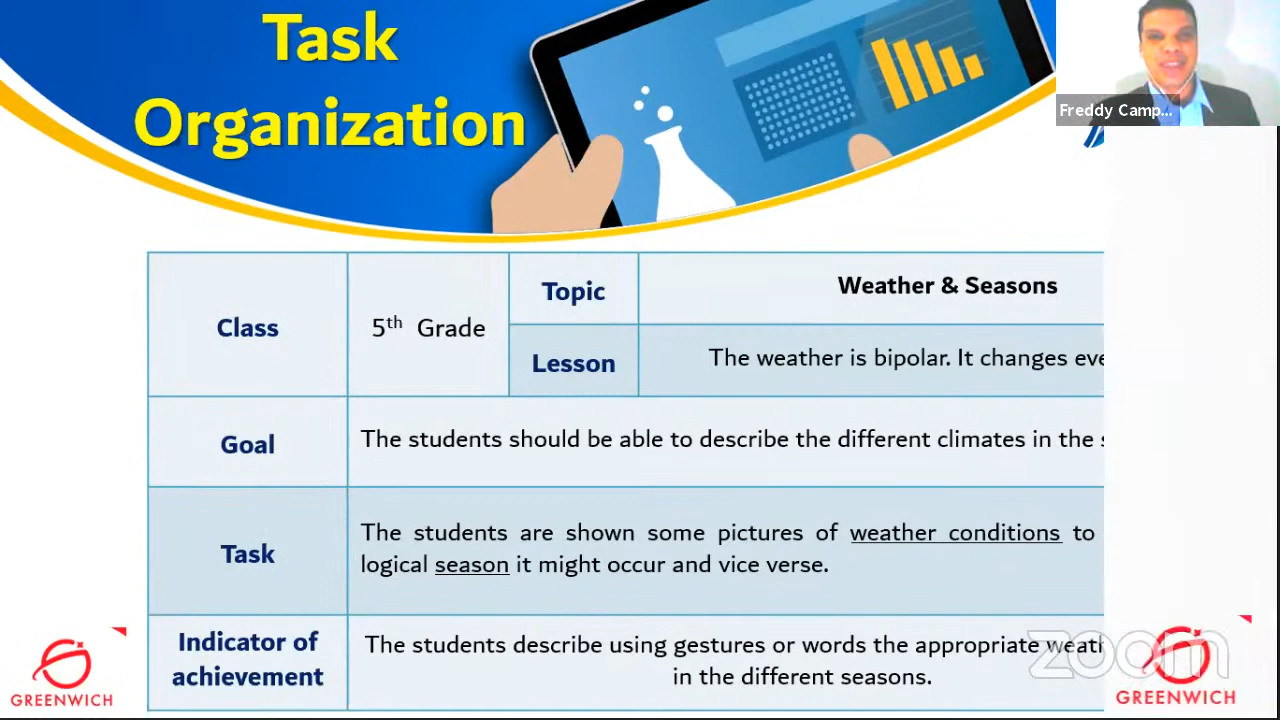 Task
Organization
Freddy Camp...
Class
5th Grade
Topic
Weather & Seasons
Lesson
The weather is bipolar. It changes eve
Goal
The students should be able to describe the different climates in the s
Task
The students are shown some pictures of weather conditions to
logical season it might occur and vice verse.
Indicator of
achievement
The students describe using gestures or words the appropriate weath
in the different seasons.
zoom
GREENWICH
GREENWICH